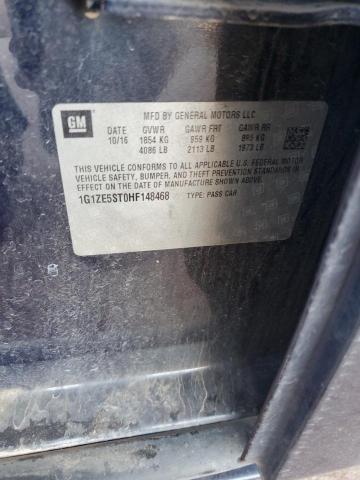 GM
MFD BY GENERAL MOTORS LLC
DATE GVWR GAWR FRT GAWR RR
10/16 1854 KG 959 KG 895 KG
4086 LB 2113 LB 1973 LB
THIS VEHICLE CONFORMS TO ALL APPLICABLE U.S. FEDERAL MOTOR
VEHICLE SAFETY, BUMPER, AND THEFT PREVENTION STANDARDS
IN EFFECT ON THE DATE OF MANUFACTURE SHOWN ABOVE.
1G1ZE5ST0HF148468 TYPE: PASS CAR